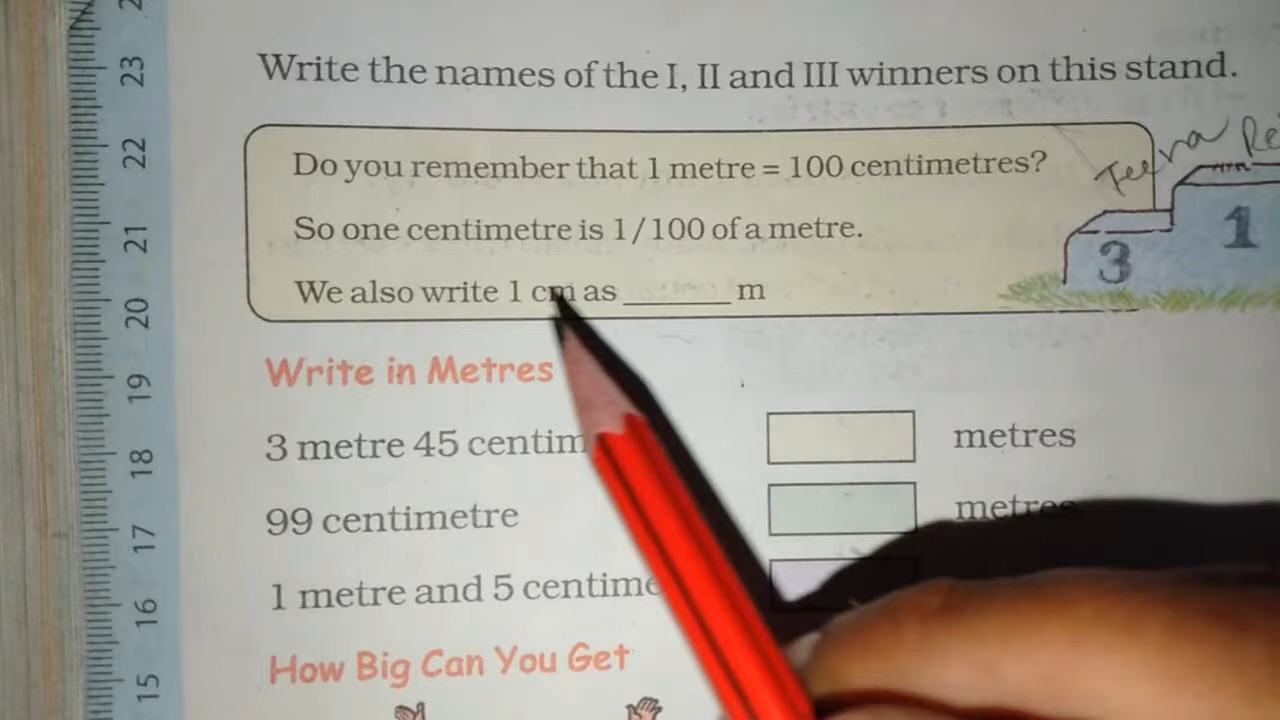 Write the names of the I, II and III winners on this stand.
Do you remember that 1 metre = 100 centimetres?
So one centimetre is 1/100 of a metre.
We also write 1 cm as ______ m
Teena
3
1
Write in Metres
3 metre 45 centim
metres
99 centimetre
metres
1 metre and 5 centime
How Big Can You Get
23
22
21
20
19
18
17
16
15